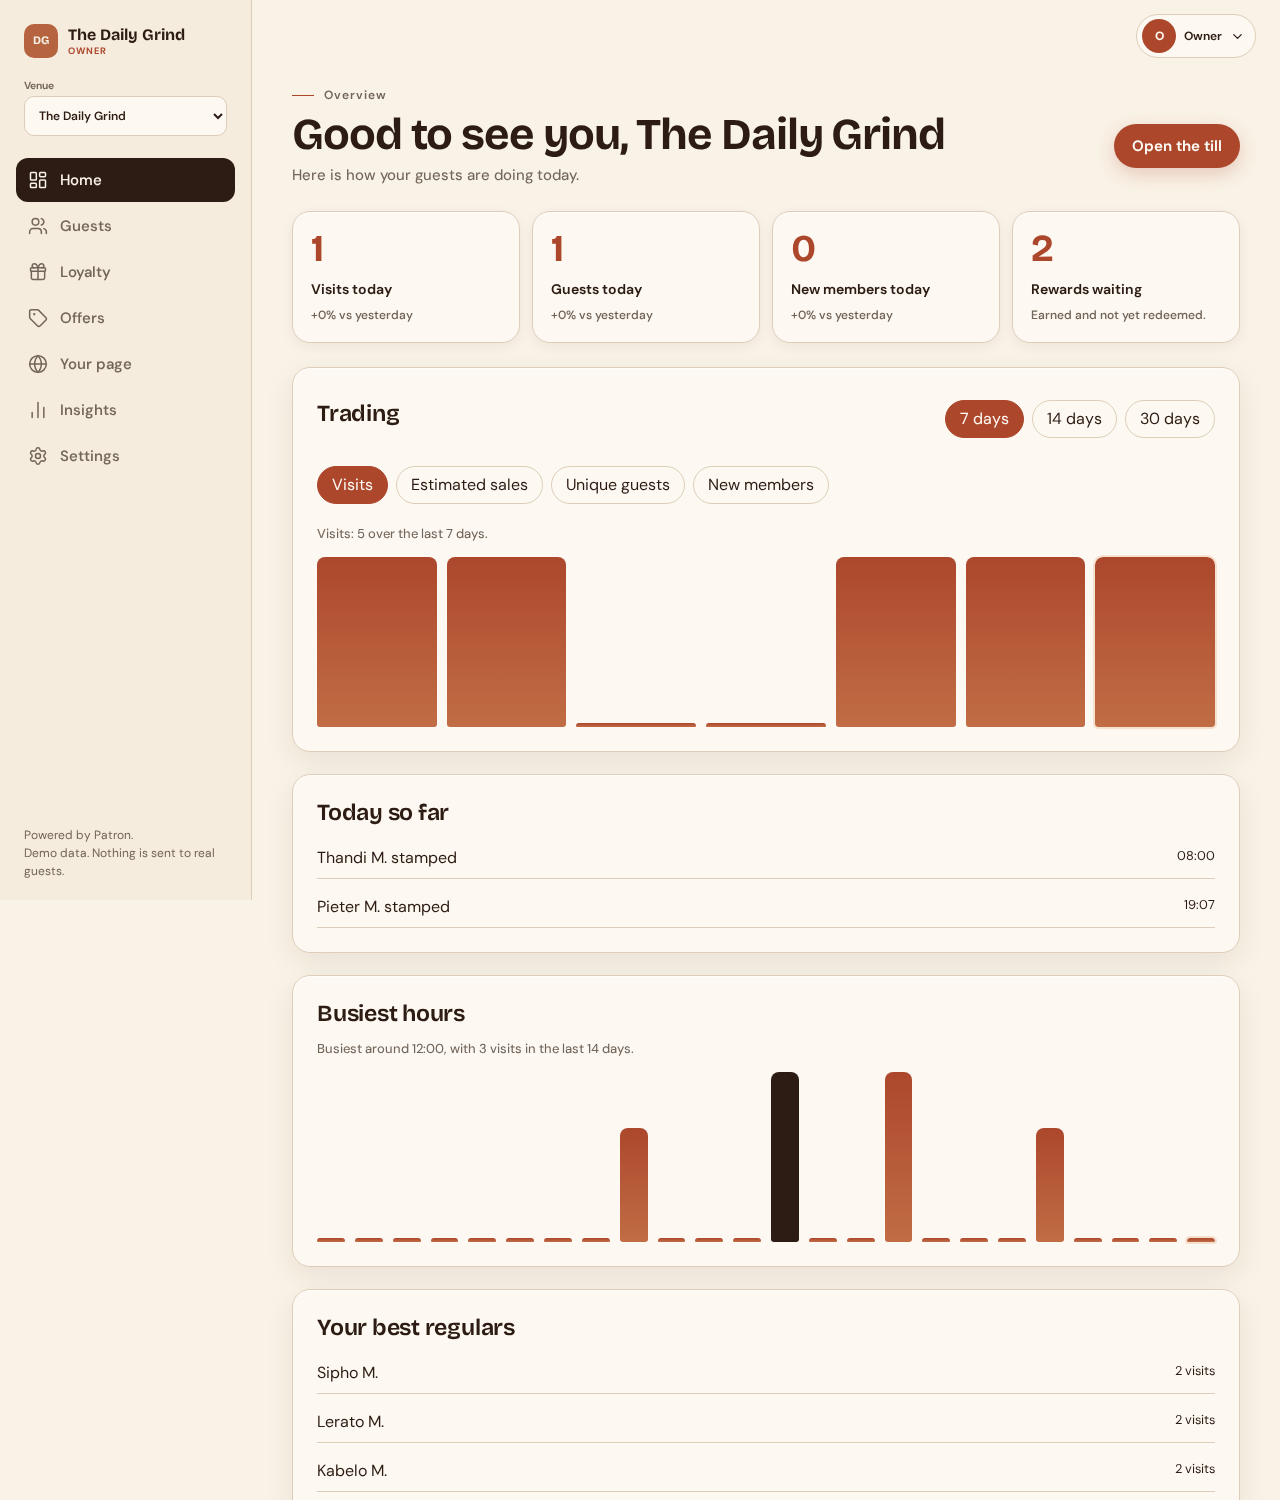 DG
The Daily Grind
OWNER
Venue
The Daily Grind
Home
Guests
Loyalty
Offers
Your page
Insights
Settings
Powered by Patron.
Demo data. Nothing is sent to real
guests.
O
Owner
Overview
Good to see you, The Daily Grind
Here is how your guests are doing today.
Open the till
1
Visits today
+0% vs yesterday
1
Guests today
+0% vs yesterday
0
New members today
+0% vs yesterday
2
Rewards waiting
Earned and not yet redeemed.
Trading
7 days
14 days
30 days
Visits
Estimated sales
Unique guests
New members
Visits: 5 over the last 7 days.
Today so far
Thandi M. stamped
08:00
Pieter M. stamped
19:07
Busiest hours
Busiest around 12:00, with 3 visits in the last 14 days.
Your best regulars
Sipho M.
2 visits
Lerato M.
2 visits
Kabelo M.
2 visits